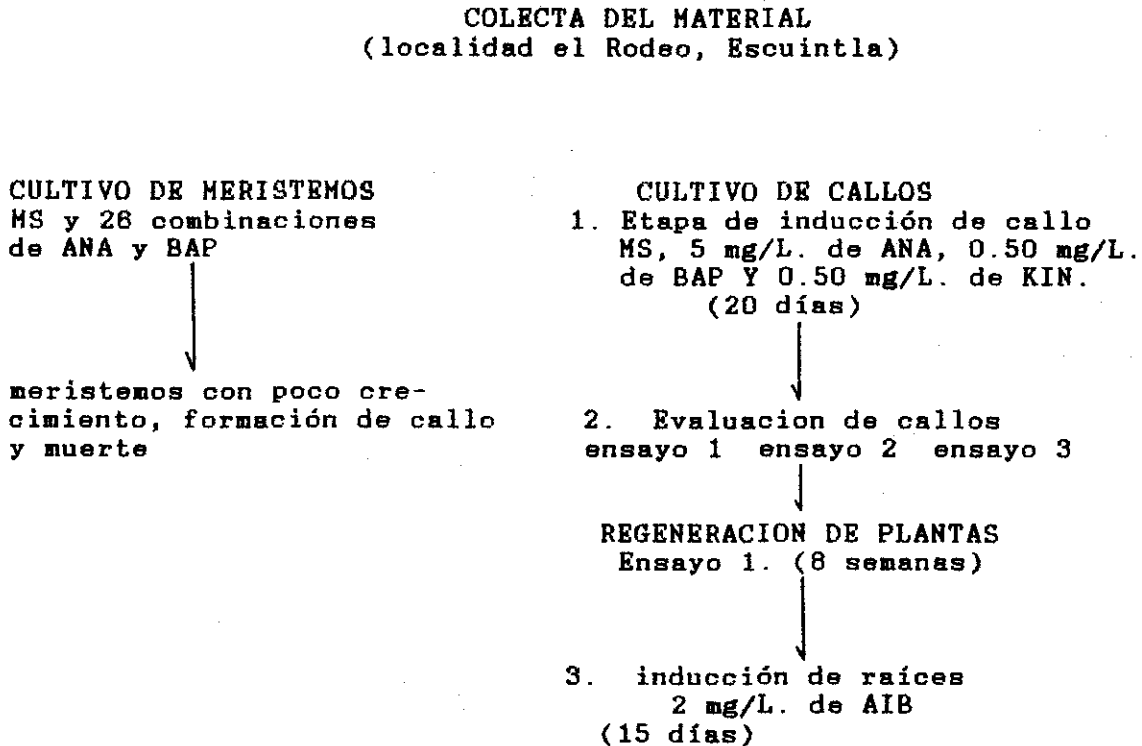 COLECTA DEL MATERIAL
(localidad el Rodeo, Escuintla)
CULTIVO DE MERISTEMOS
MS y 26 combinaciones
de ANA y BAP
meristemos con poco cre-
cimiento, formación de callo
y muerte
CULTIVO DE CALLOS
1. Etapa de inducción de callo
MS, 5 mg/L. de ANA, 0.50 mg/L.
de BAP Y 0.50 mg/L. de KIN.
(20 días)
2. Evaluacion de callos
ensayo 1 ensayo 2 ensayo 3
REGENERACION DE PLANTAS
Ensayo 1. (8 semanas)
3. inducción de raíces
2 mg/L. de AIB
(15 días)